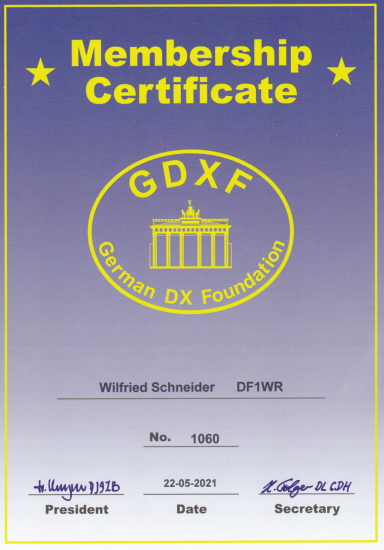 Membership
Certificate
GDXF
German DX Foundation
Wilfried Schneider DF1WR
No. 1060
22-05-2021
President Date Secretary